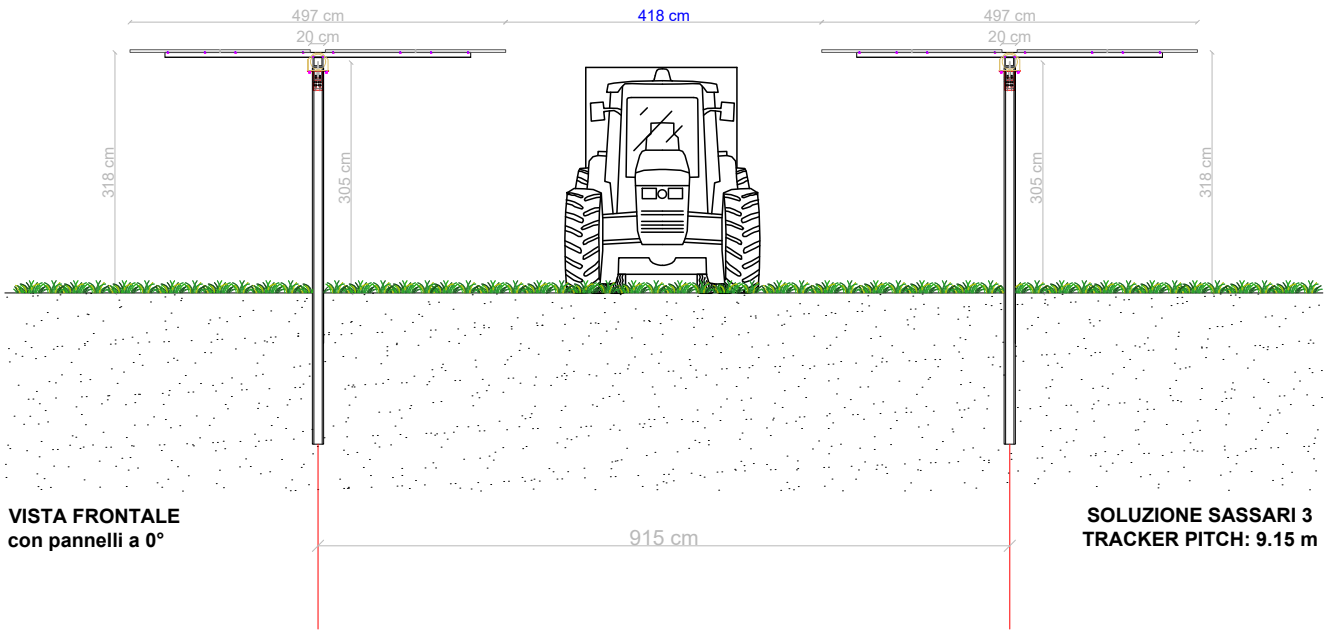 497 cm
418 cm
497 cm
20 cm
20 cm
318 cm
305 cm
305 cm
318 cm
VISTA FRONTALE
con pannelli a 0°
SOLUZIONE SASSARI 3
TRACKER PITCH: 9.15 m
915 cm